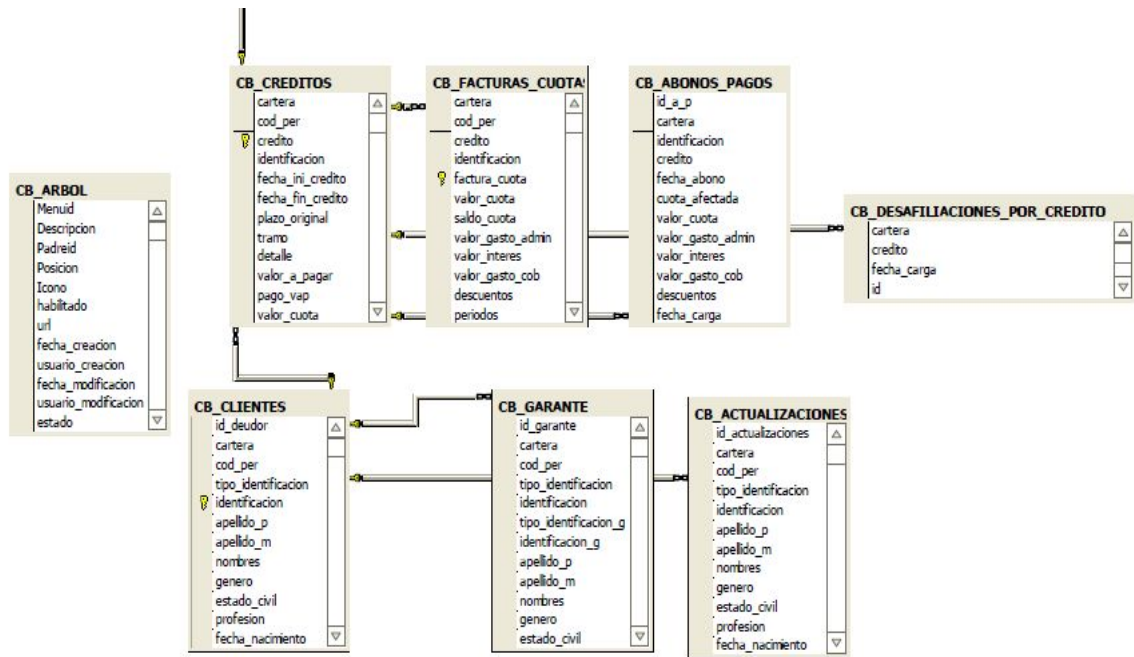 CB_CREDITOS
cartera
cod_per
credito
identificacion
fecha_ini_credito
fecha_fin_credito
plazo_original
tramo
detalle
valor_a_pagar
pago_vap
valor_cuota
CB_FACTURAS_CUOTAS
cartera
cod_per
credito
identificacion
factura_cuota
valor_cuota
saldo_cuota
valor_gasto_admin
valor_interes
valor_gasto_cob
descuentos
periodos
CB_ABONOS_PAGOS
id_a_p
cartera
identificacion
credito
fecha_abono
cuota_afectada
valor_cuota
valor_gasto_admin
valor_interes
valor_gasto_cob
descuentos
fecha_carga
CB_ARBOL
Menuid
Descripcion
Padreid
Posicion
Icono
habilitado
url
fecha_creacion
usuario_creacion
fecha_modificacion
usuario_modificacion
estado
CB_DESAFILIACIONES_POR_CREDITO
cartera
credito
fecha_carga
id
CB_CLIENTES
id_deudor
cartera
cod_per
tipo_identificacion
identificacion
apellido_p
apellido_m
nombres
genero
estado_civil
profesion
fecha_nacimiento
CB_GARANTE
id_garante
cartera
cod_per
tipo_identificacion
identificacion
tipo_identificacion_g
identificacion_g
apellido_p
apellido_m
nombres
genero
estado_civil
CB_ACTUALIZACIONES
id_actualizaciones
cartera
cod_per
tipo_identificacion
identificacion
apellido_p
apellido_m
nombres
genero
estado_civil
profesion
fecha_nacimiento